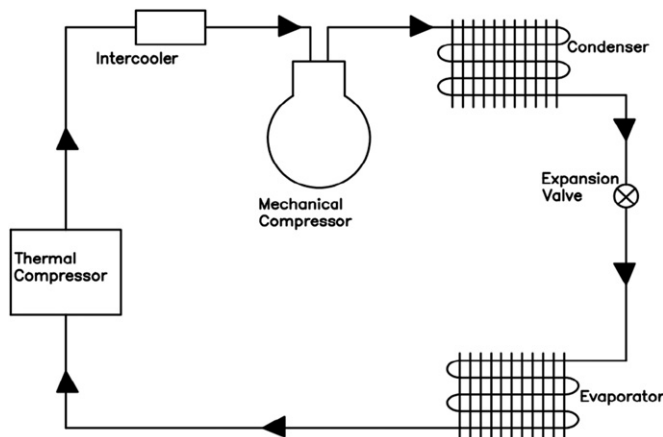 Intercooler
Condenser
Mechanical
Compressor
Expansion
Valve
Thermal
Compressor
Evaporator